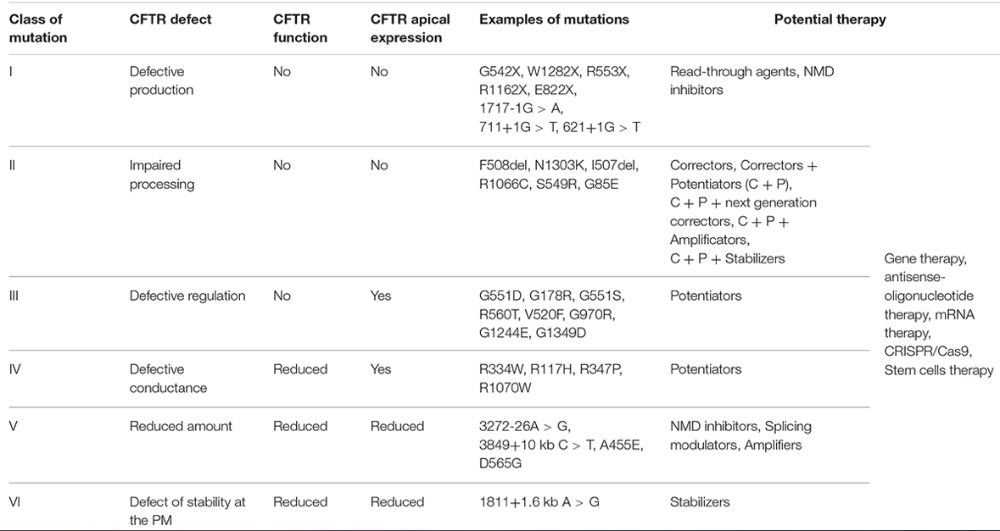 Class of mutation CFTR defect CFTR function CFTR apical expression Examples of mutations Potential therapy
I Defective production No No G542X, W1282X, R553X, Read-through agents, NMD
R1162X, E822X, inhibitors
1717-1G > A,
711+1G > T, 621+1G > T
II Impaired processing No No F508del, N1303K, I507del, Correctors, Correctors +
R1066C, S549R, G85E Potentiators (C + P),
C + P + next generation
correctors, C + P +
Amplificators,
C + P + Stabilizers
III Defective regulation No Yes G551D, G178R, G551S, Potentiators
R560T, V520F, G970R,
G1244E, G1349D
IV Defective conductance Reduced Yes R334W, R117H, R347P, Potentiators
R1070W
V Reduced amount Reduced Reduced 3272-26A > G, NMD inhibitors, Splicing
3849+10 kb C > T, A455E, modulators, Amplifiers
D565G
VI Defect of stability at the PM Reduced Reduced 1811+1.6 kb A > G Stabilizers
Gene therapy,
antisense-
oligonucleotide
therapy, mRNA
therapy,
CRISPR/Cas9,
Stem cells therapy